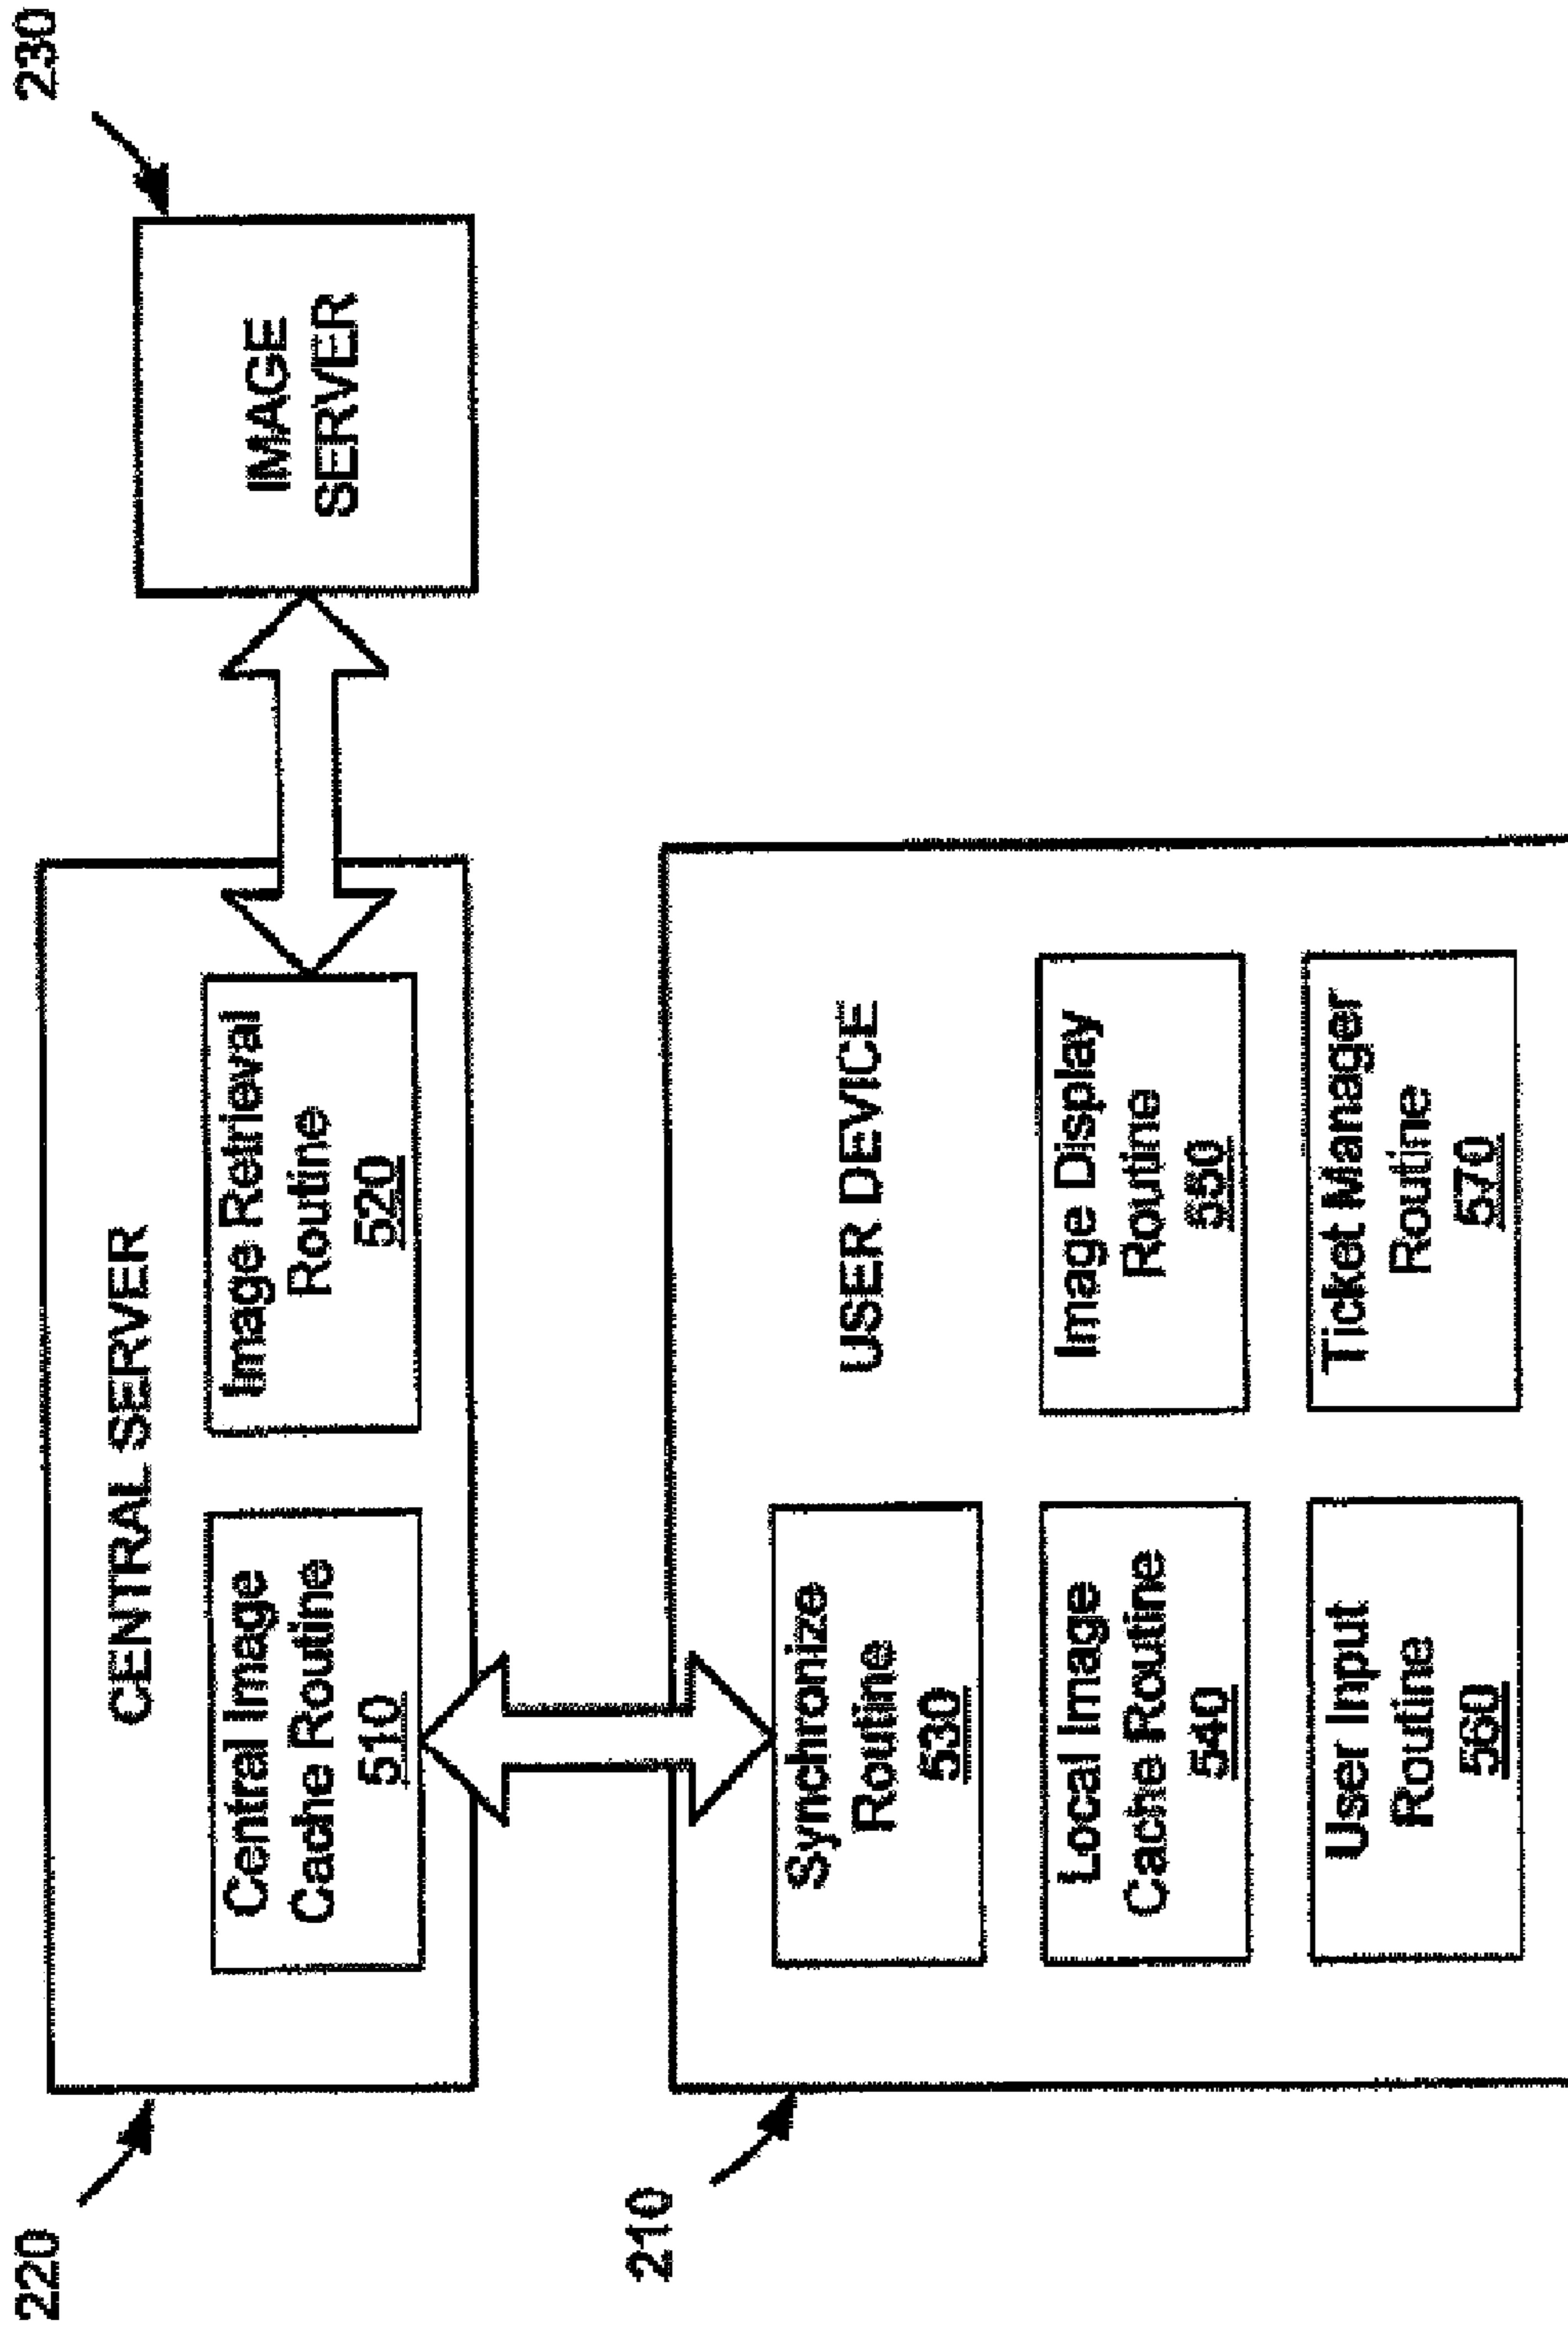 220
230
CENTRAL SERVER
Central Image
Cache Routine
510
Image Retrieval
Routine
520
IMAGE
SERVER
210
USER DEVICE
Synchronize
Routine
530
Local Image
Cache Routine
540
Image Display
Routine
550
User Input
Routine
560
Ticket Manager
Routine
570